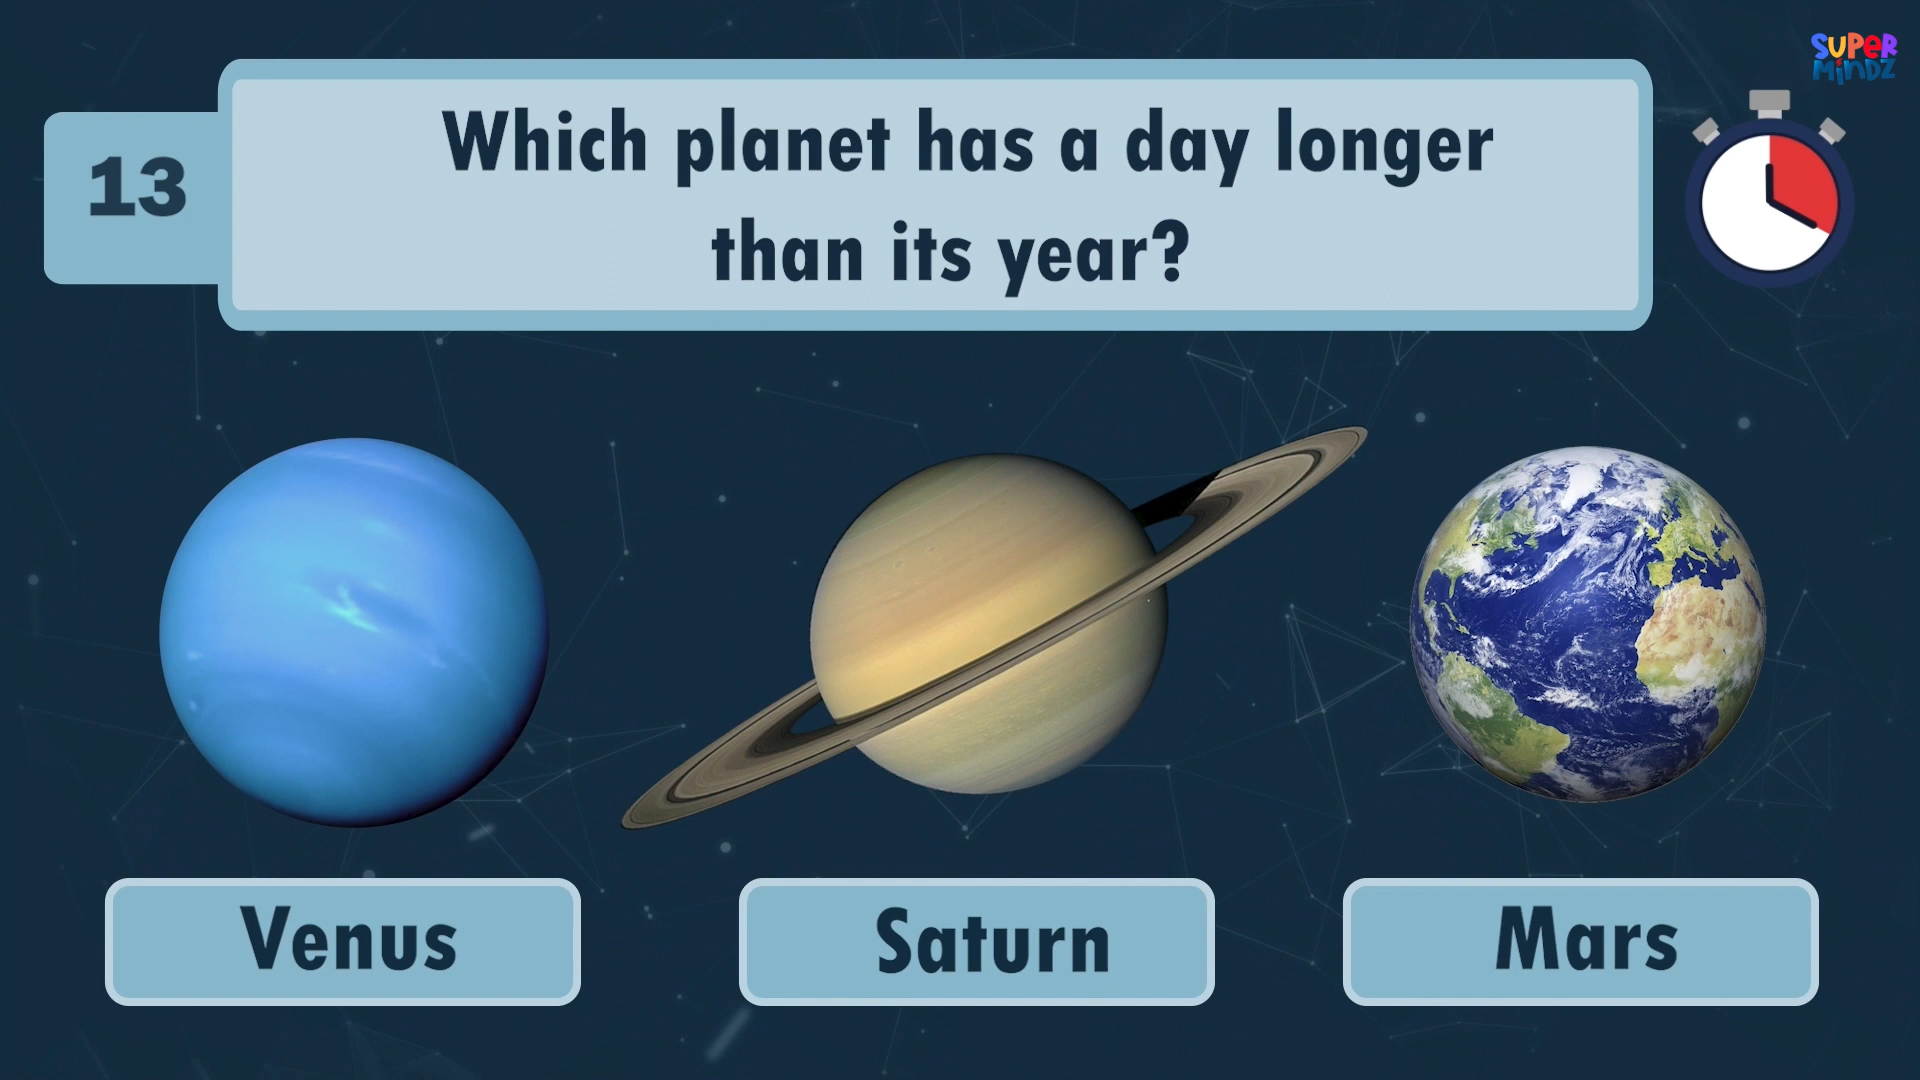 SUPER
MINDZ
13
Which planet has a day longer
than its year?
Venus
Saturn
Mars